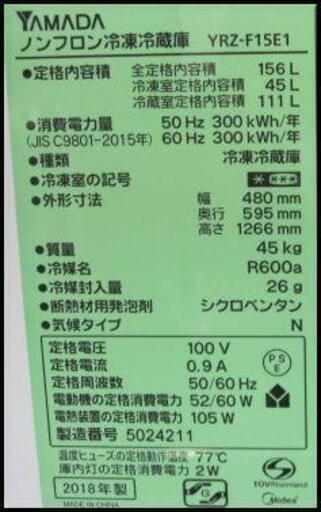 YAMADA
ノンフロン冷凍冷蔵庫 YRZ-F15E1
●定格内容積 全定格内容積 156 L
冷凍室定格内容積 45 L
冷蔵室定格内容積 111 L
●消費電力量 50 Hz 300 kWh/年
(JIS C9801-2015年) 60 Hz 300 kWh/年
●種類 冷凍冷蔵庫
●冷凍室の記号
●外形寸法 幅 480 mm
奥行 595 mm
高さ 1266 mm
●質量 45 kg
●冷媒名 R600a
●冷媒封入量 26 g
●断熱材用発泡剤 シクロペンタン
●気候タイプ N
定格電圧 100 V
定格電流 0.9 A
定格周波数 50/60 Hz
電動機の定格消費電力 52/60 W
電熱装置の定格消費電力 105 W
製造番号 5024211
PSE
温度ヒューズの定格動作温度 77℃
庫内灯の定格消費電力 2 W
2018 年製
MADE IN CHINA
G
TÜVRheinland
Midea